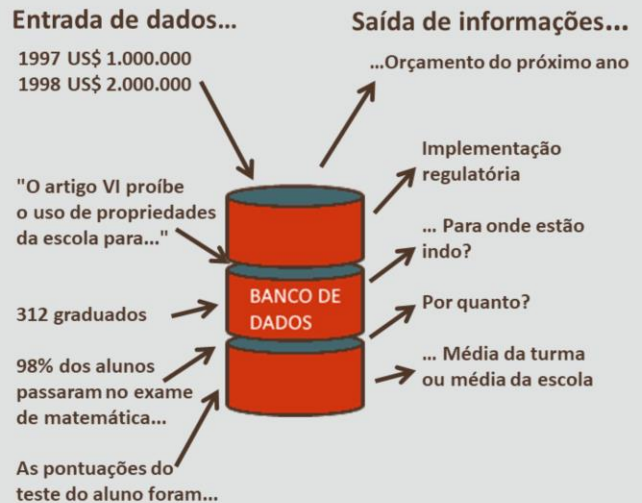 Entrada de dados...
1997 US$ 1.000.000
1998 US$ 2.000.000
"O artigo VI proíbe
o uso de propriedades
da escola para..."
312 graduados
98% dos alunos
passaram no exame
de matemática...
As pontuações do
teste do aluno foram...
BANCO DE
DADOS
Saída de informações...
...Orçamento do próximo ano
Implementação
regulatória
... Para onde estão
indo?
Por quanto?
... Média da turma
ou média da escola